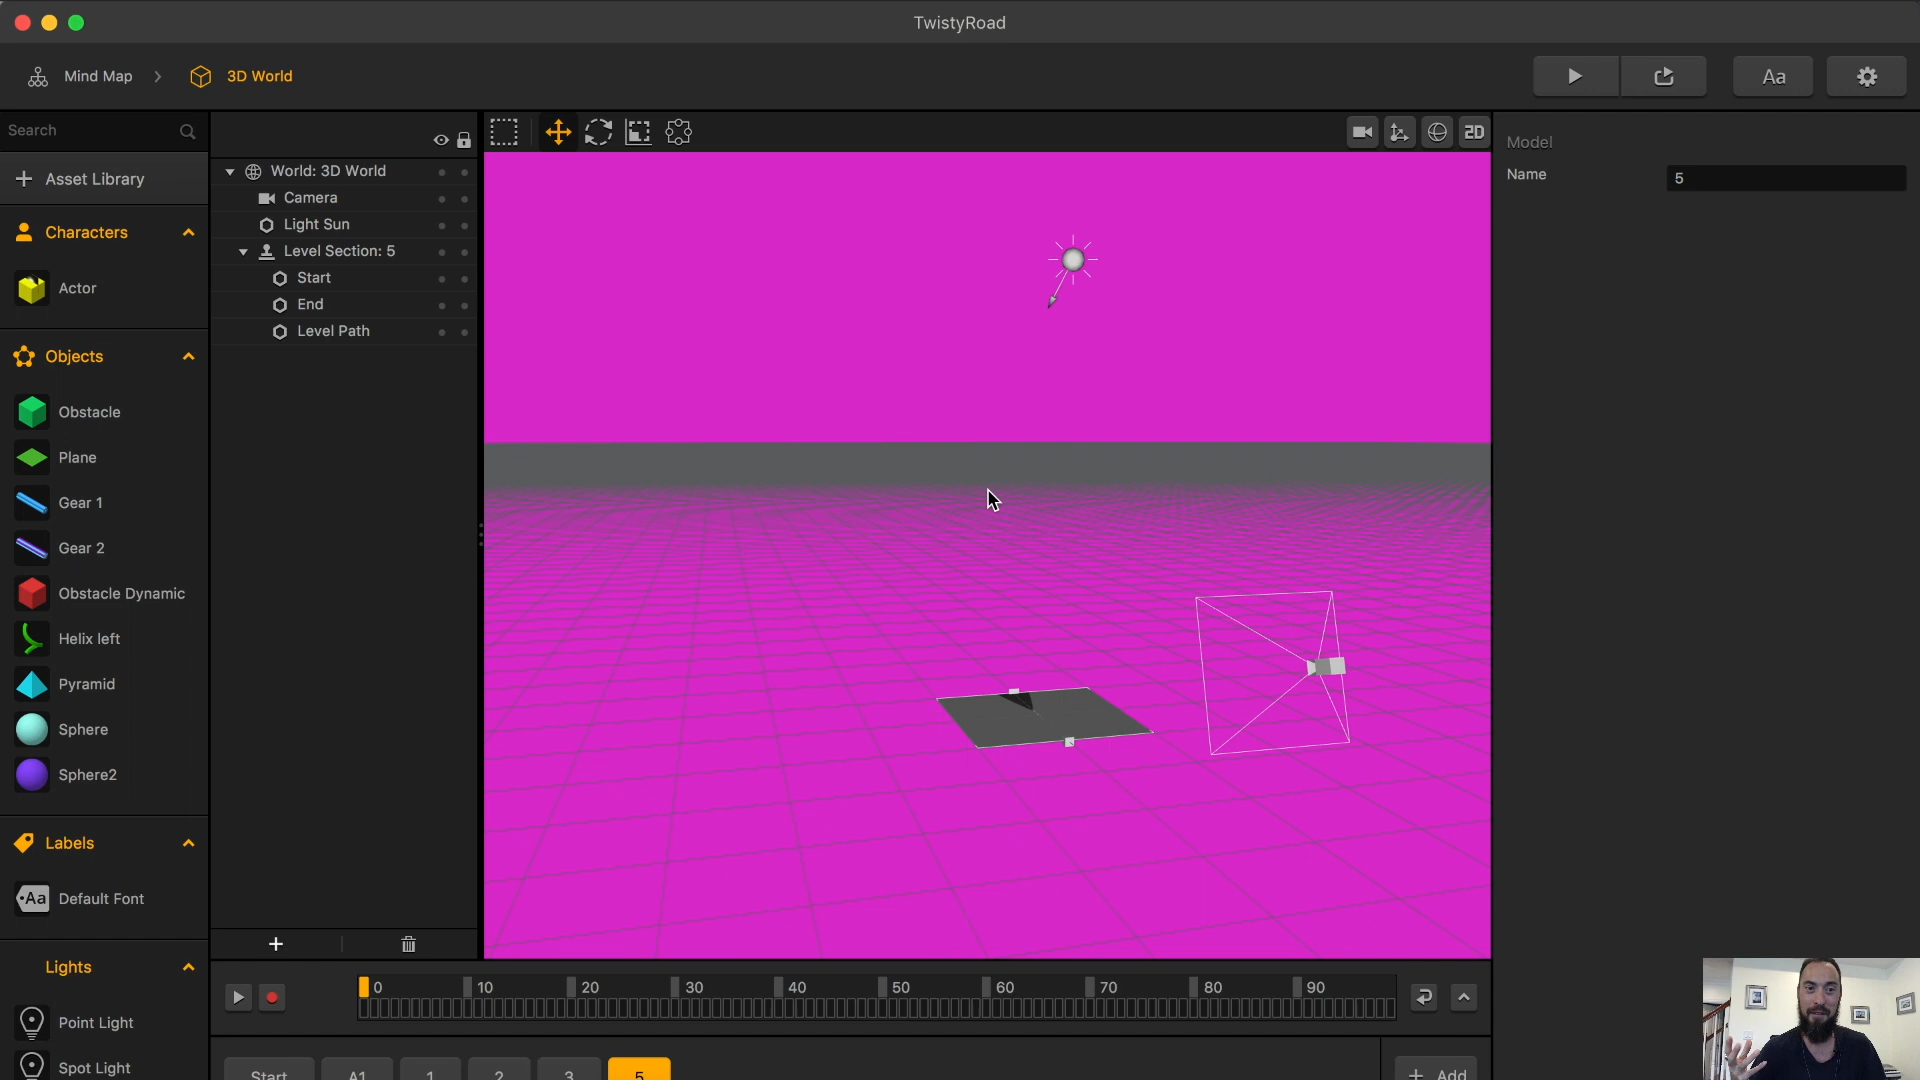 TwistyRoad
Mind Map
3D World
Aa
Search
Asset Library
Characters
Actor
Objects
Obstacle
Plane
Gear 1
Gear 2
Obstacle Dynamic
Helix left
Pyramid
Sphere
Sphere2
Labels
Aa Default Font
Lights
Point Light
Spot Light
World: 3D World
Camera
Light Sun
Level Section: 5
Start
End
Level Path
2D
Model
Name 5
0 10 20 30 40 50 60 70 80 90
Start A1 1 2 3 5
+ Add